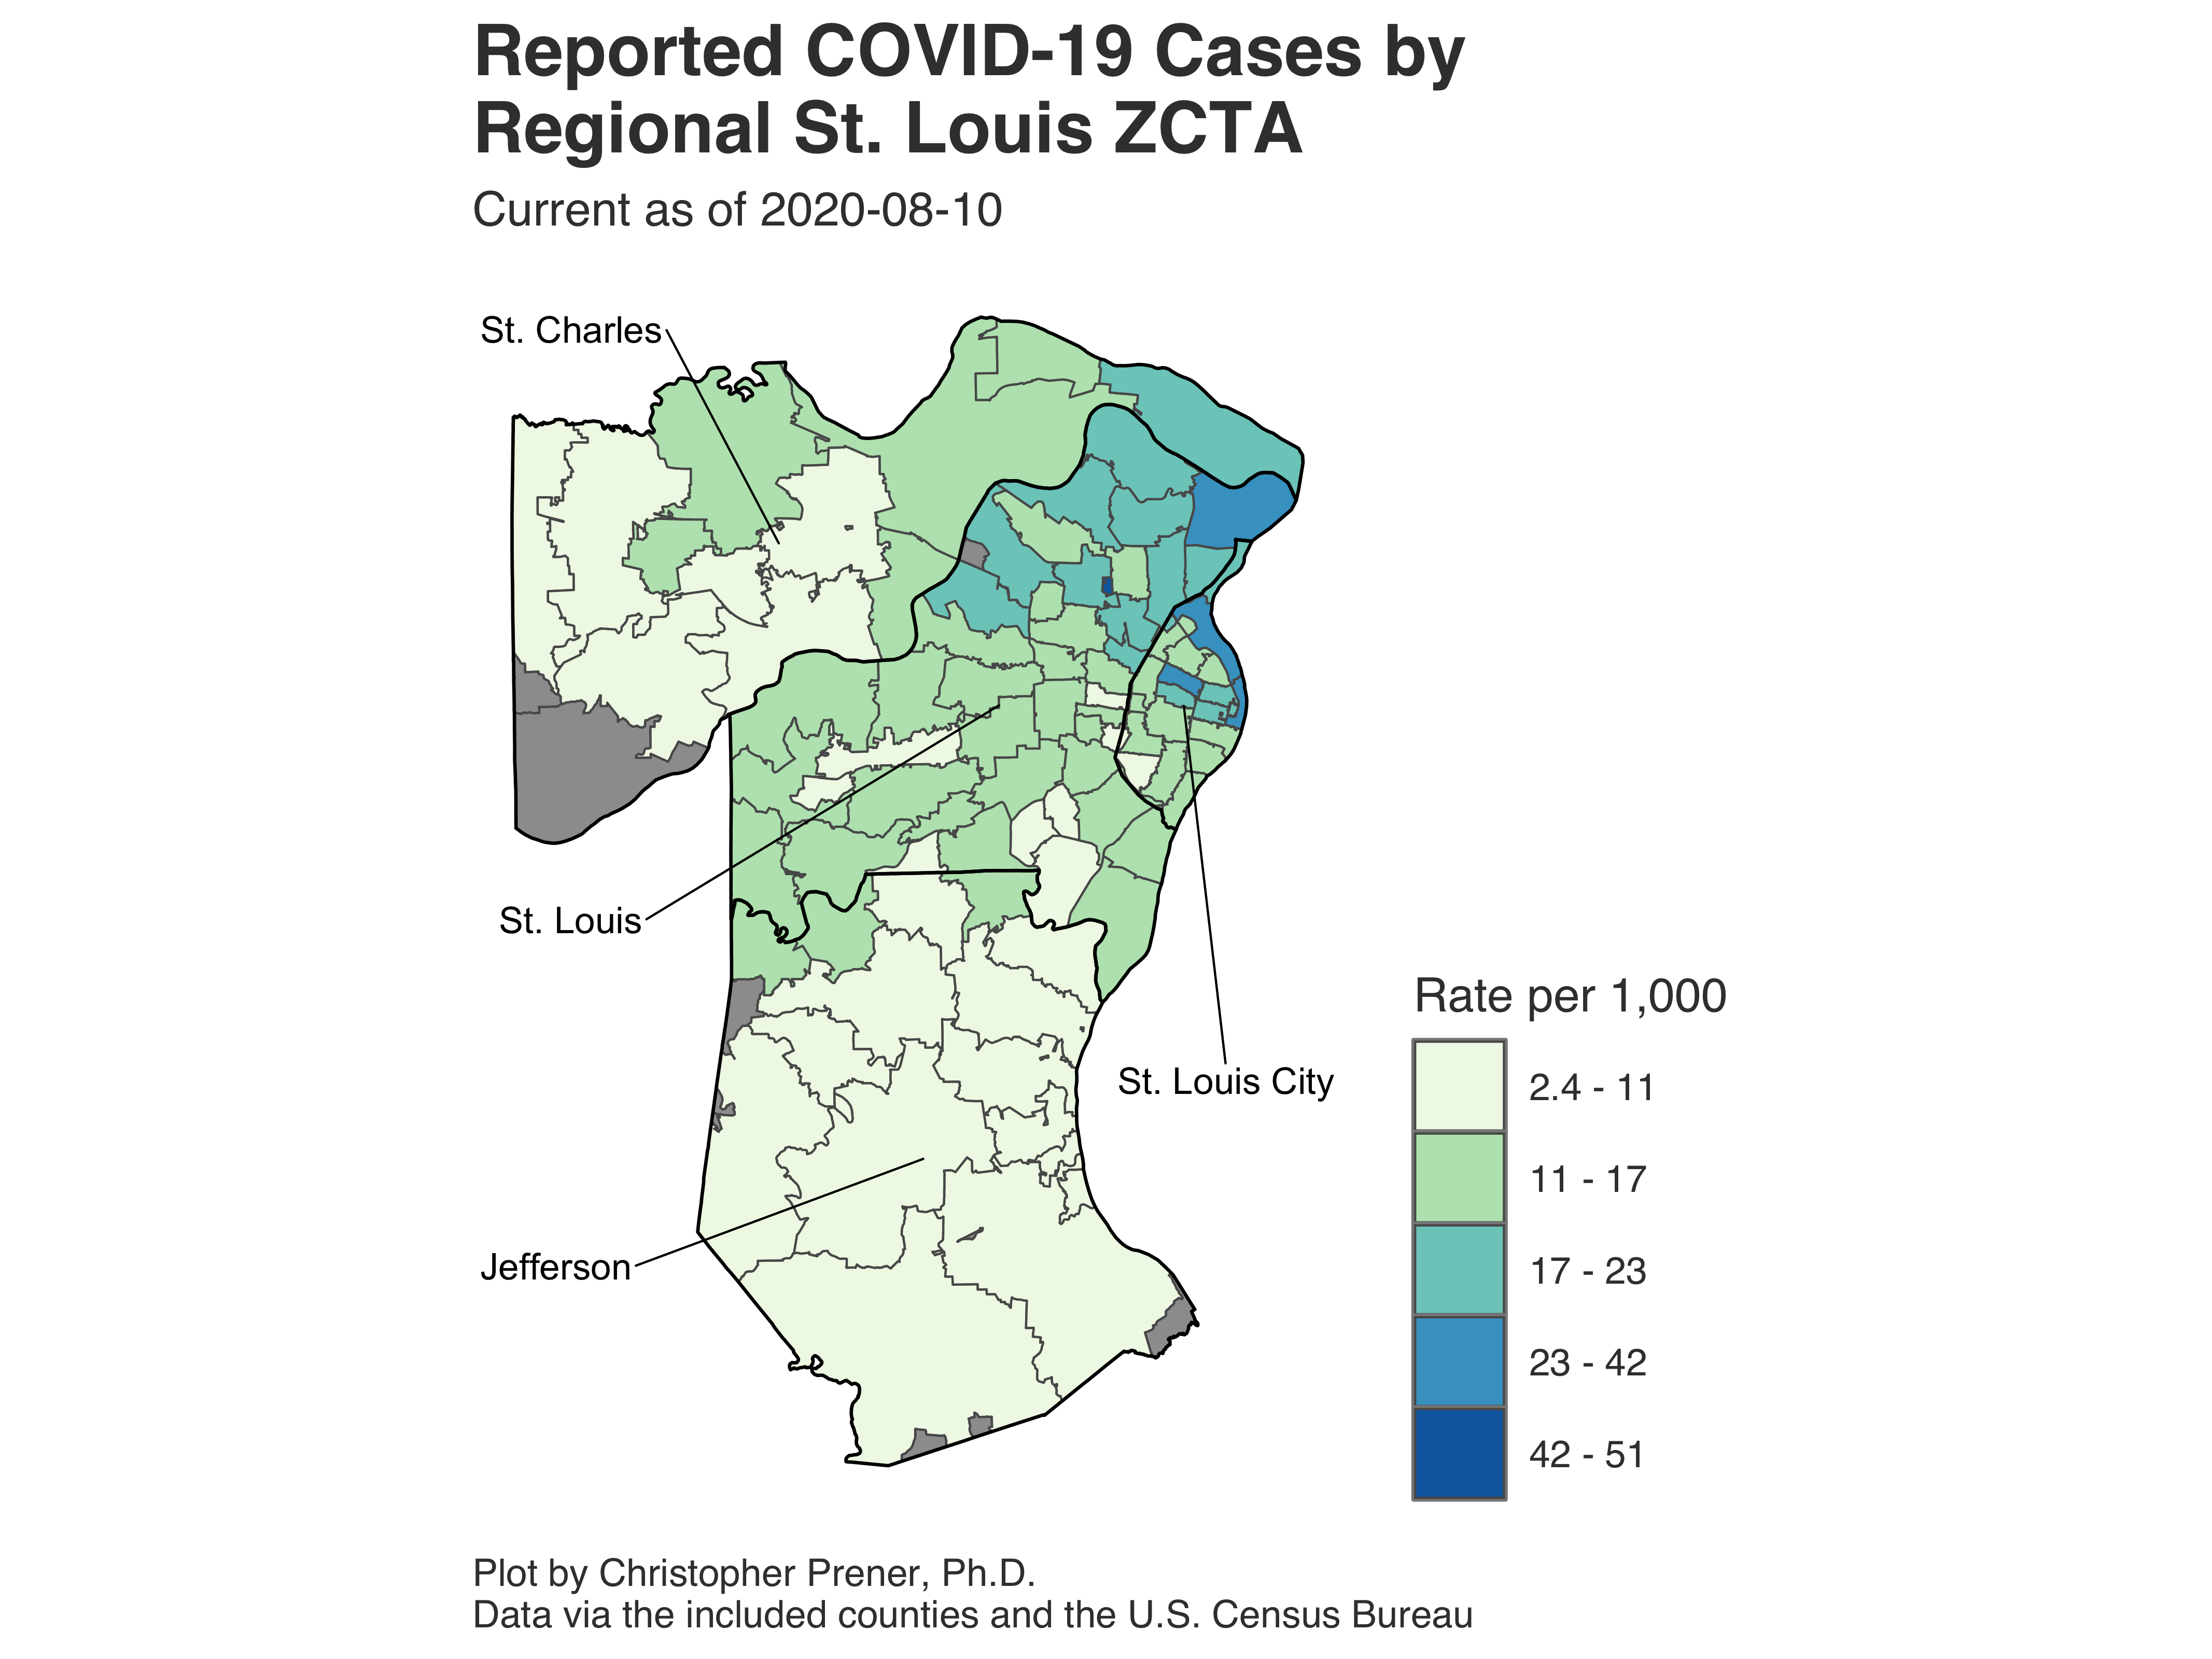 Reported COVID-19 Cases by
Regional St. Louis ZCTA
Current as of 2020-08-10
St. Charles
St. Louis
St. Louis City
Jefferson
Rate per 1,000
2.4 - 11
11 - 17
17 - 23
23 - 42
42 - 51
Plot by Christopher Prener, Ph.D.
Data via the included counties and the U.S. Census Bureau